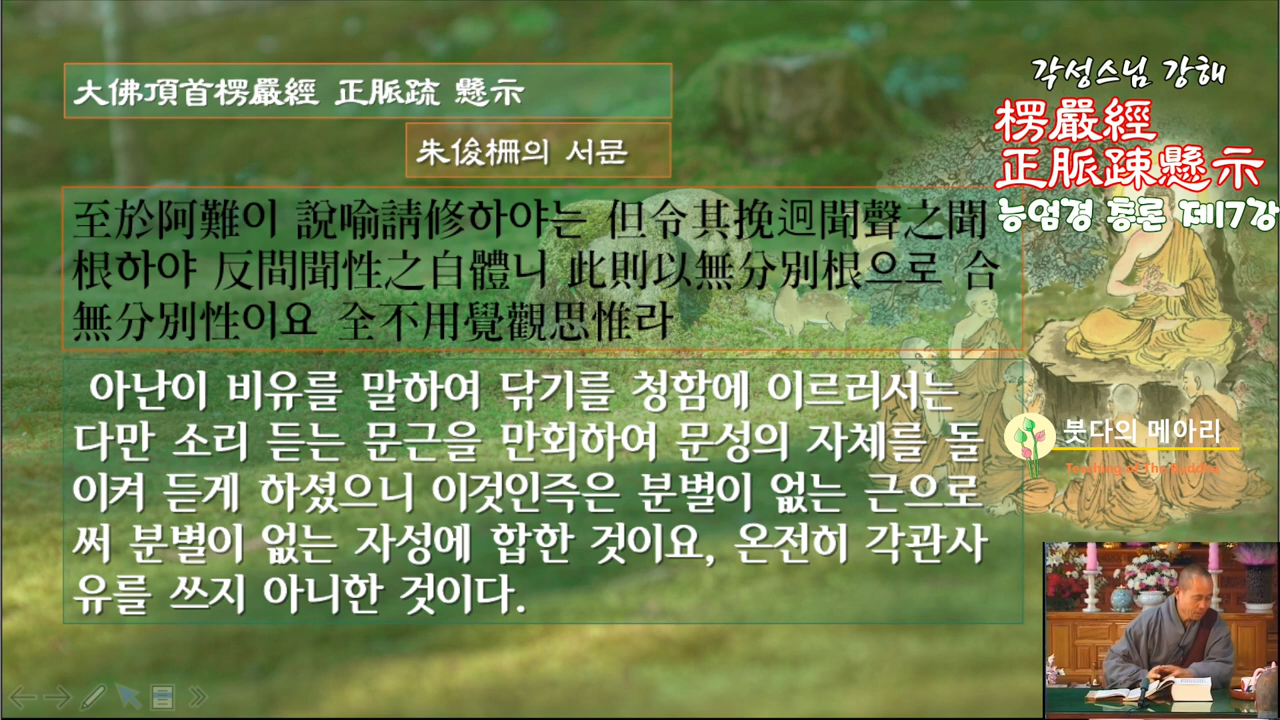 大佛頂首楞嚴經 正脈疏 懸示
朱俊柵의 서문
至於阿難이 說喻請修하야는 但令其挽迴聞聲之聞
根하야 反聞聞性之自體니 此則以無分別根으로 合
無分別性이요 全不用覺觀思惟라
아난이 비유를 말하여 닦기를 청함에 이르러서는
다만 소리 듣는 문근을 만회하여 문성의 자체를 돌
이켜 듣게 하셨으니 이것인즉은 분별이 없는 근으로
써 분별이 없는 자성에 합한 것이요, 온전히 각관사
유를 쓰지 아니한 것이다.
각성스님 강해
楞嚴經
正脈疎懸示
능엄경 총론 제17강
붓다의 메아리
Teaching of The Buddha